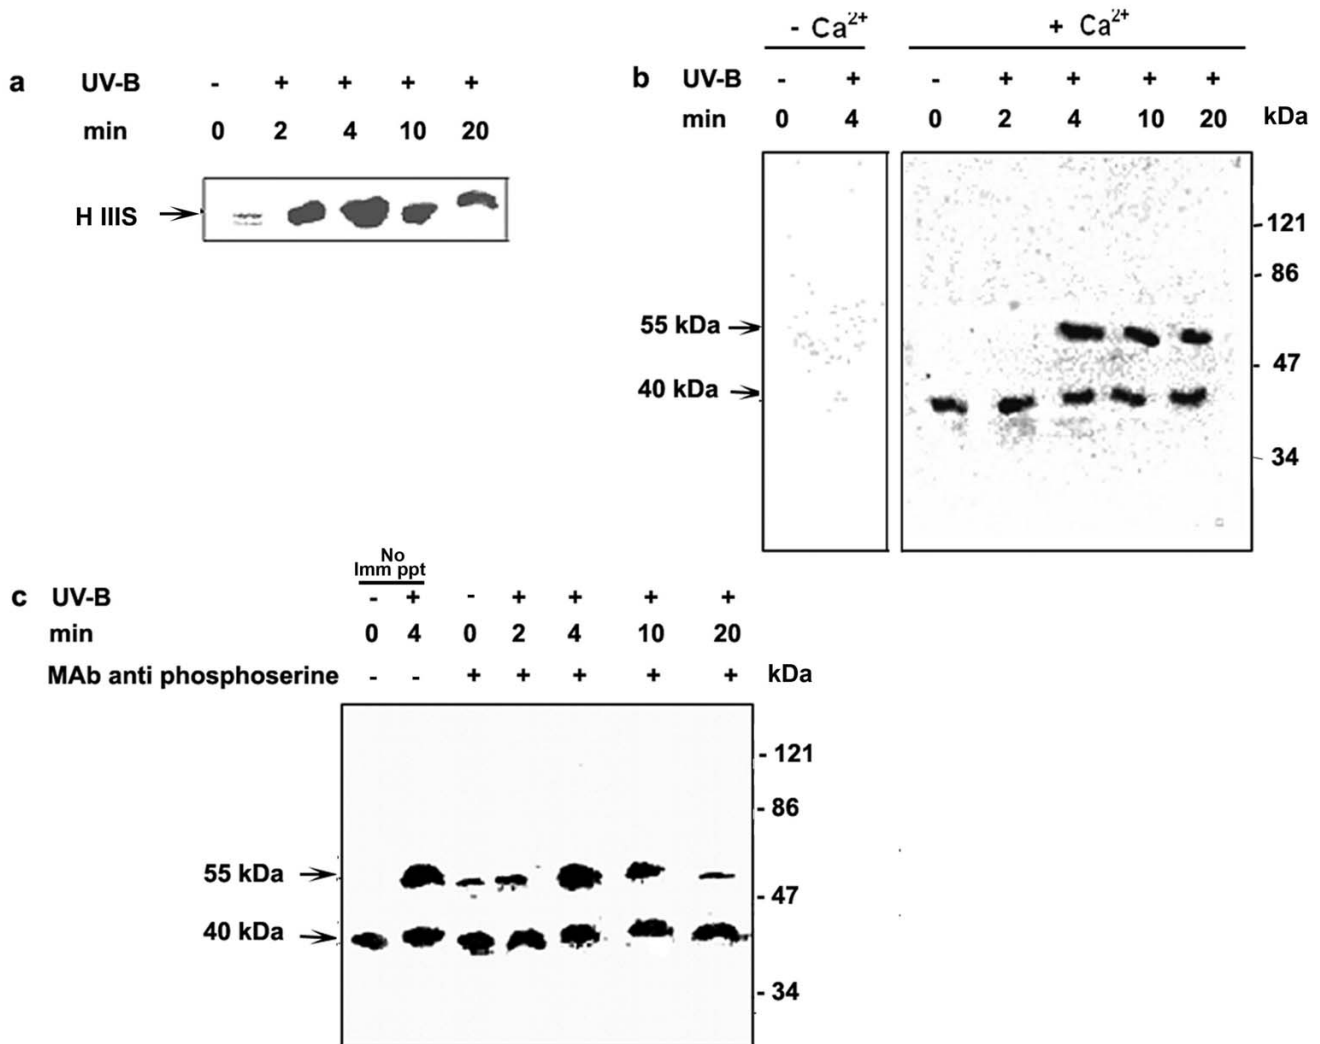 a UV-B - + + + +
min 0 2 4 10 20
H IIIS
- Ca2+ + Ca2+
b UV-B - + - + + + +
min 0 4 0 2 4 10 20 kDa
- 121
- 86
55 kDa
- 47
40 kDa
- 34
No
Imm ppt
c UV-B - + - + + + +
min 0 4 0 2 4 10 20
MAb anti phosphoserine - - + + + + + kDa
- 121
- 86
55 kDa
- 47
40 kDa
- 34